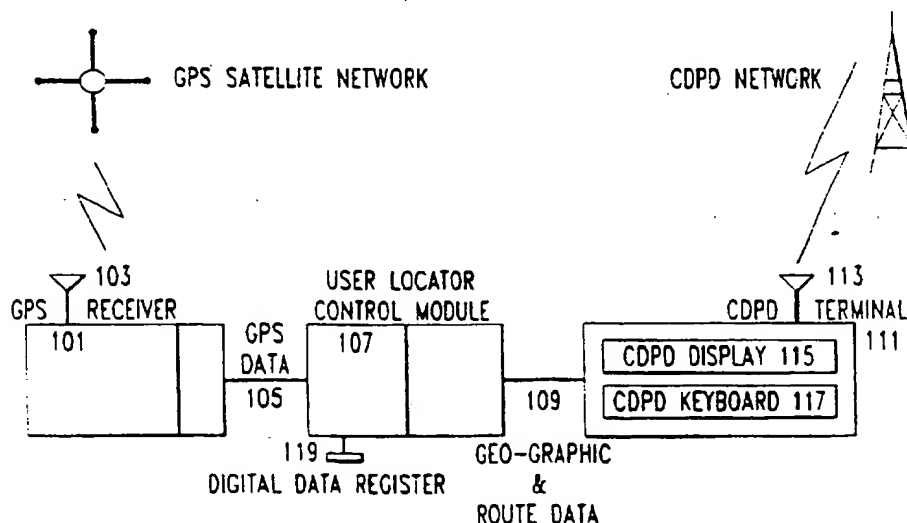 GPS SATELLITE NETWORK
CDPD NETWORK
103
GPS RECEIVER
101
GPS
DATA
105
USER LOCATOR
CONTROL MODULE
107
119
DIGITAL DATA REGISTER
109
GEO-GRAPHIC
&
ROUTE DATA
113
CDPD TERMINAL
111
CDPD DISPLAY 115
CDPD KEYBOARD 117